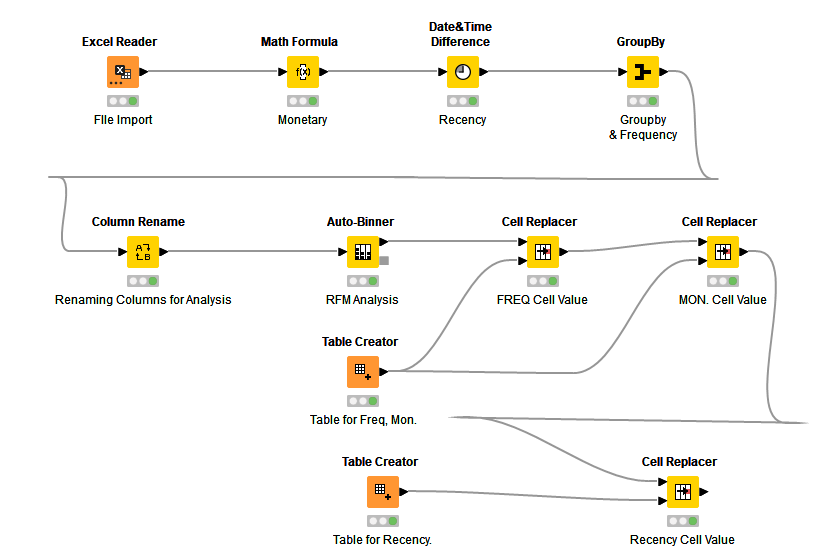 Excel Reader
FIle Import
Math Formula
Monetary
Date&Time
Difference
Recency
GroupBy
Groupby
& Frequency
Column Rename
Renaming Columns for Analysis
Auto-Binner
RFM Analysis
Cell Replacer
FREQ Cell Value
Cell Replacer
MON. Cell Value
Table Creator
Table for Freq, Mon.
Table Creator
Table for Recency.
Cell Replacer
Recency Cell Value